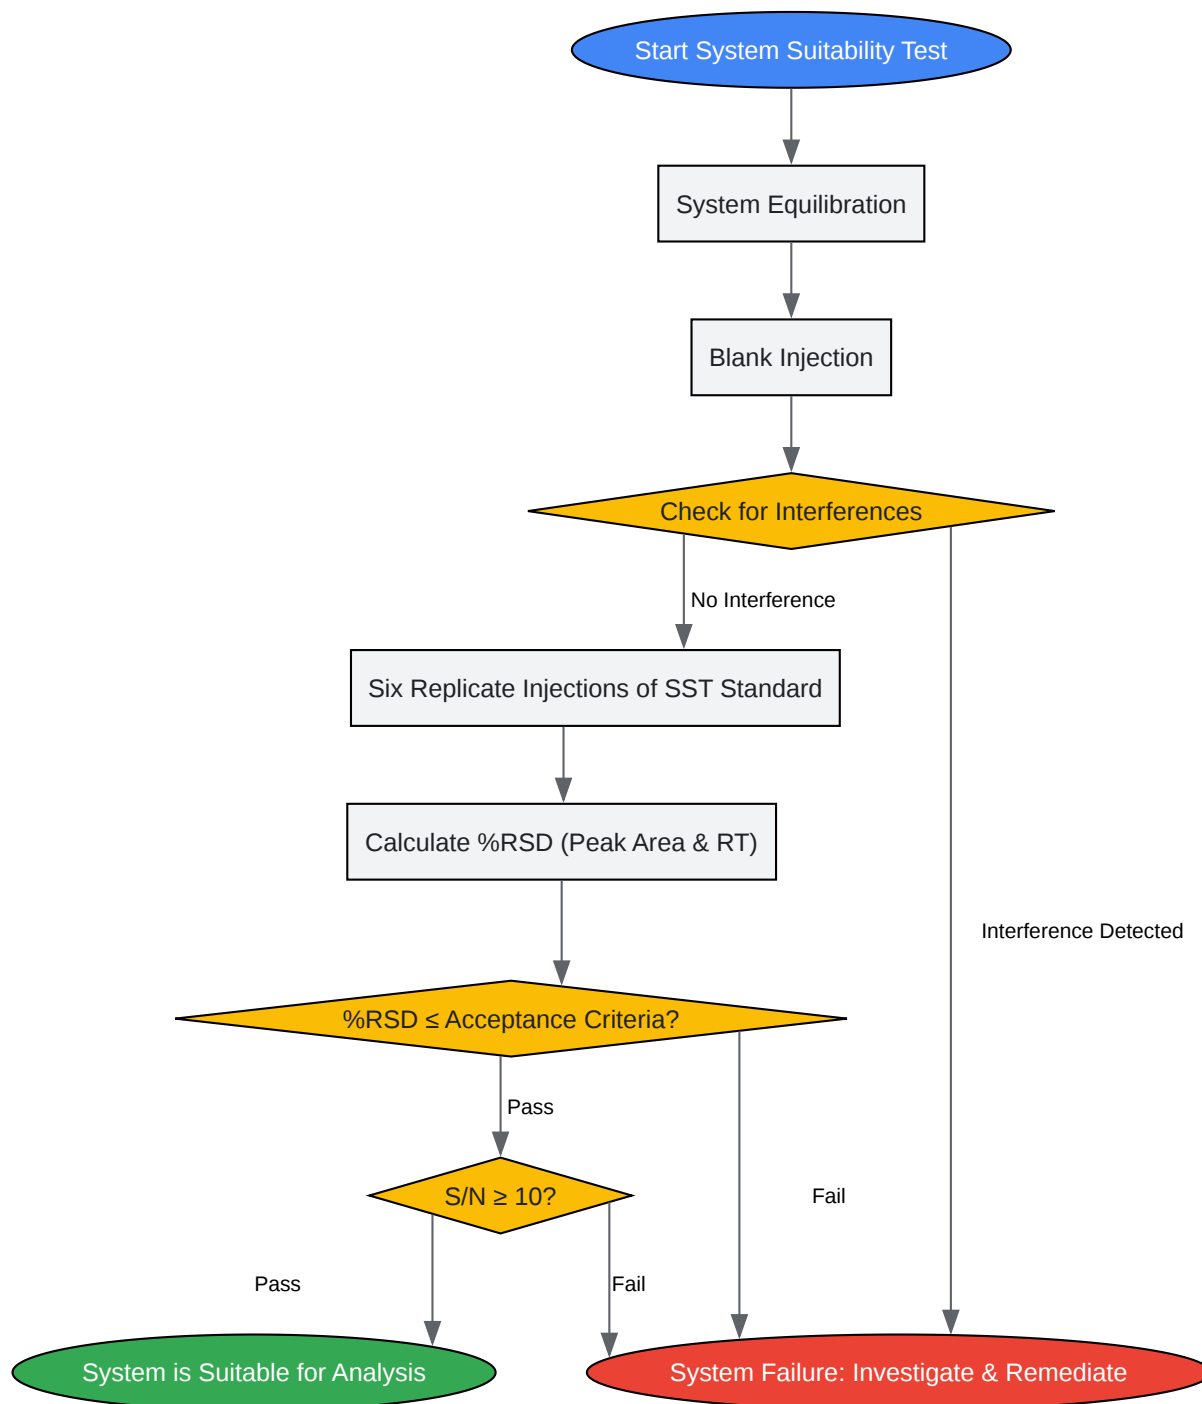 Start System Suitability Test
System Equilibration
Blank Injection
Check for Interferences
No Interference
Six Replicate Injections of SST Standard
Calculate %RSD (Peak Area & RT)
Interference Detected
%RSD ≤ Acceptance Criteria?
Pass
S/N ≥ 10?
Fail
Pass
Fail
System is Suitable for Analysis
System Failure: Investigate & Remediate